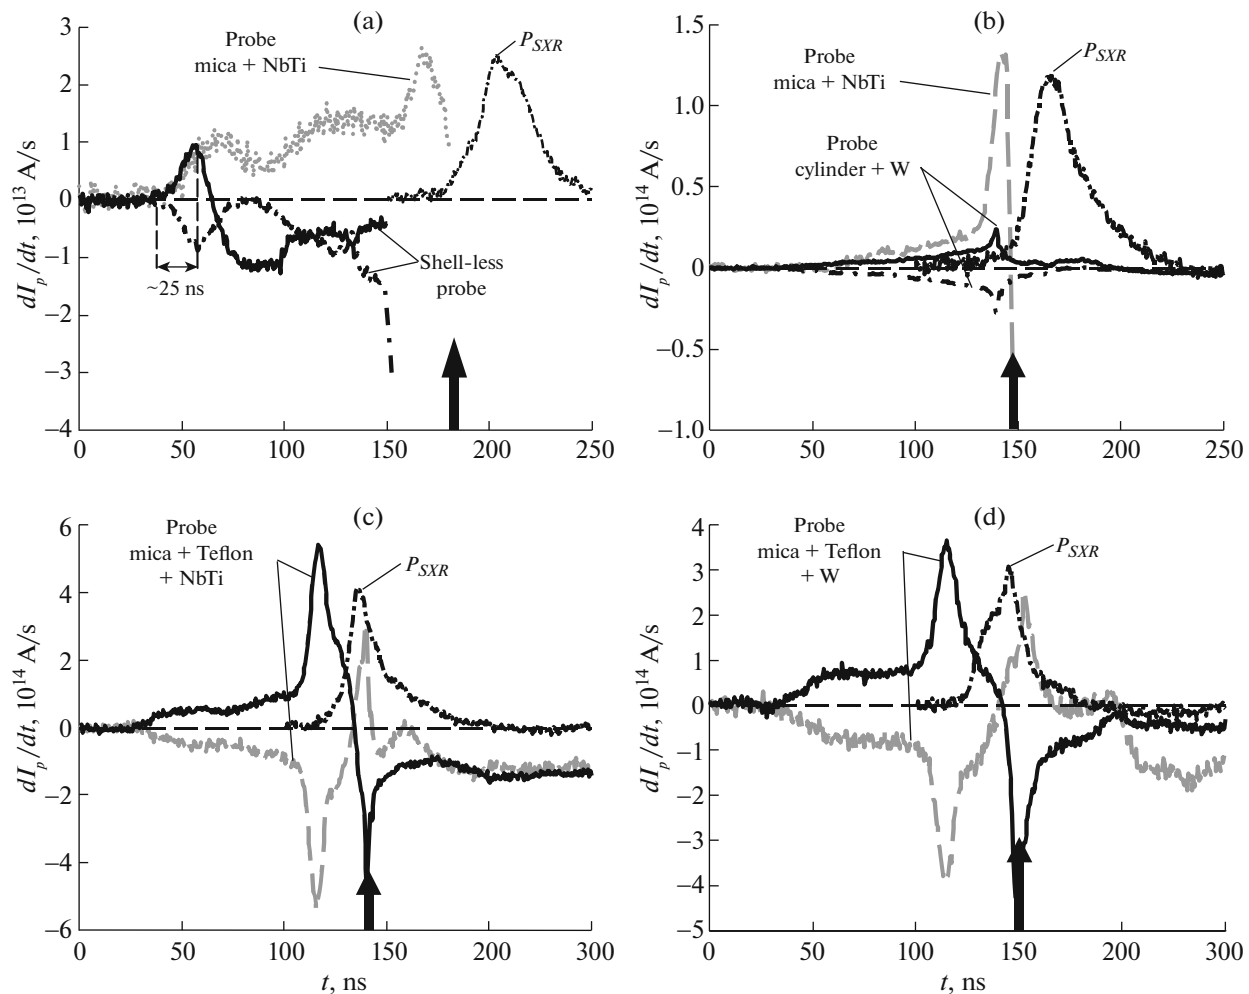 (a)
3
2
1
0
−1
−2
−3
−4
dI_p/dt, 10^13 A/s
Probe
mica + NbTi
P_SXR
~25 ns
Shell-less
probe
0 50 100 150 200 250
(b)
1.5
1.0
0.5
0
−0.5
−1.0
dI_p/dt, 10^14 A/s
Probe
mica + NbTi
Probe
cylinder + W
P_SXR
0 50 100 150 200 250
(c)
6
4
2
0
−2
−4
−6
dI_p/dt, 10^14 A/s
Probe
mica + Teflon
+ NbTi
P_SXR
0 50 100 150 200 250 300
t, ns
(d)
4
3
2
1
0
−1
−2
−3
−4
−5
dI_p/dt, 10^14 A/s
Probe
mica + Teflon
+ W
P_SXR
0 50 100 150 200 250 300
t, ns